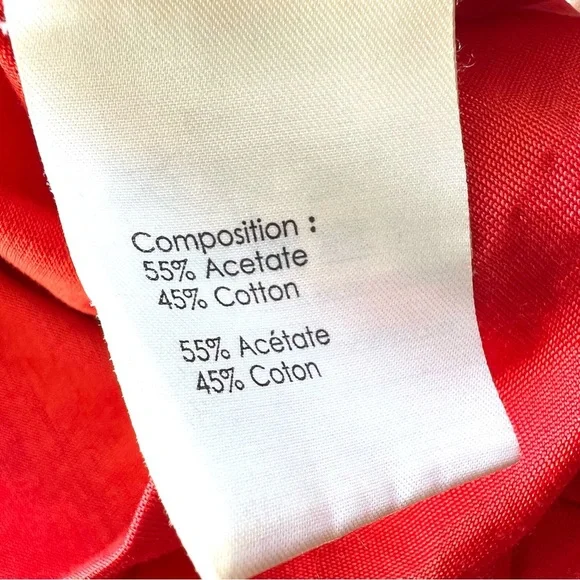 Composition :
55% Acetate
45% Cotton
55% Acétate
45% Coton